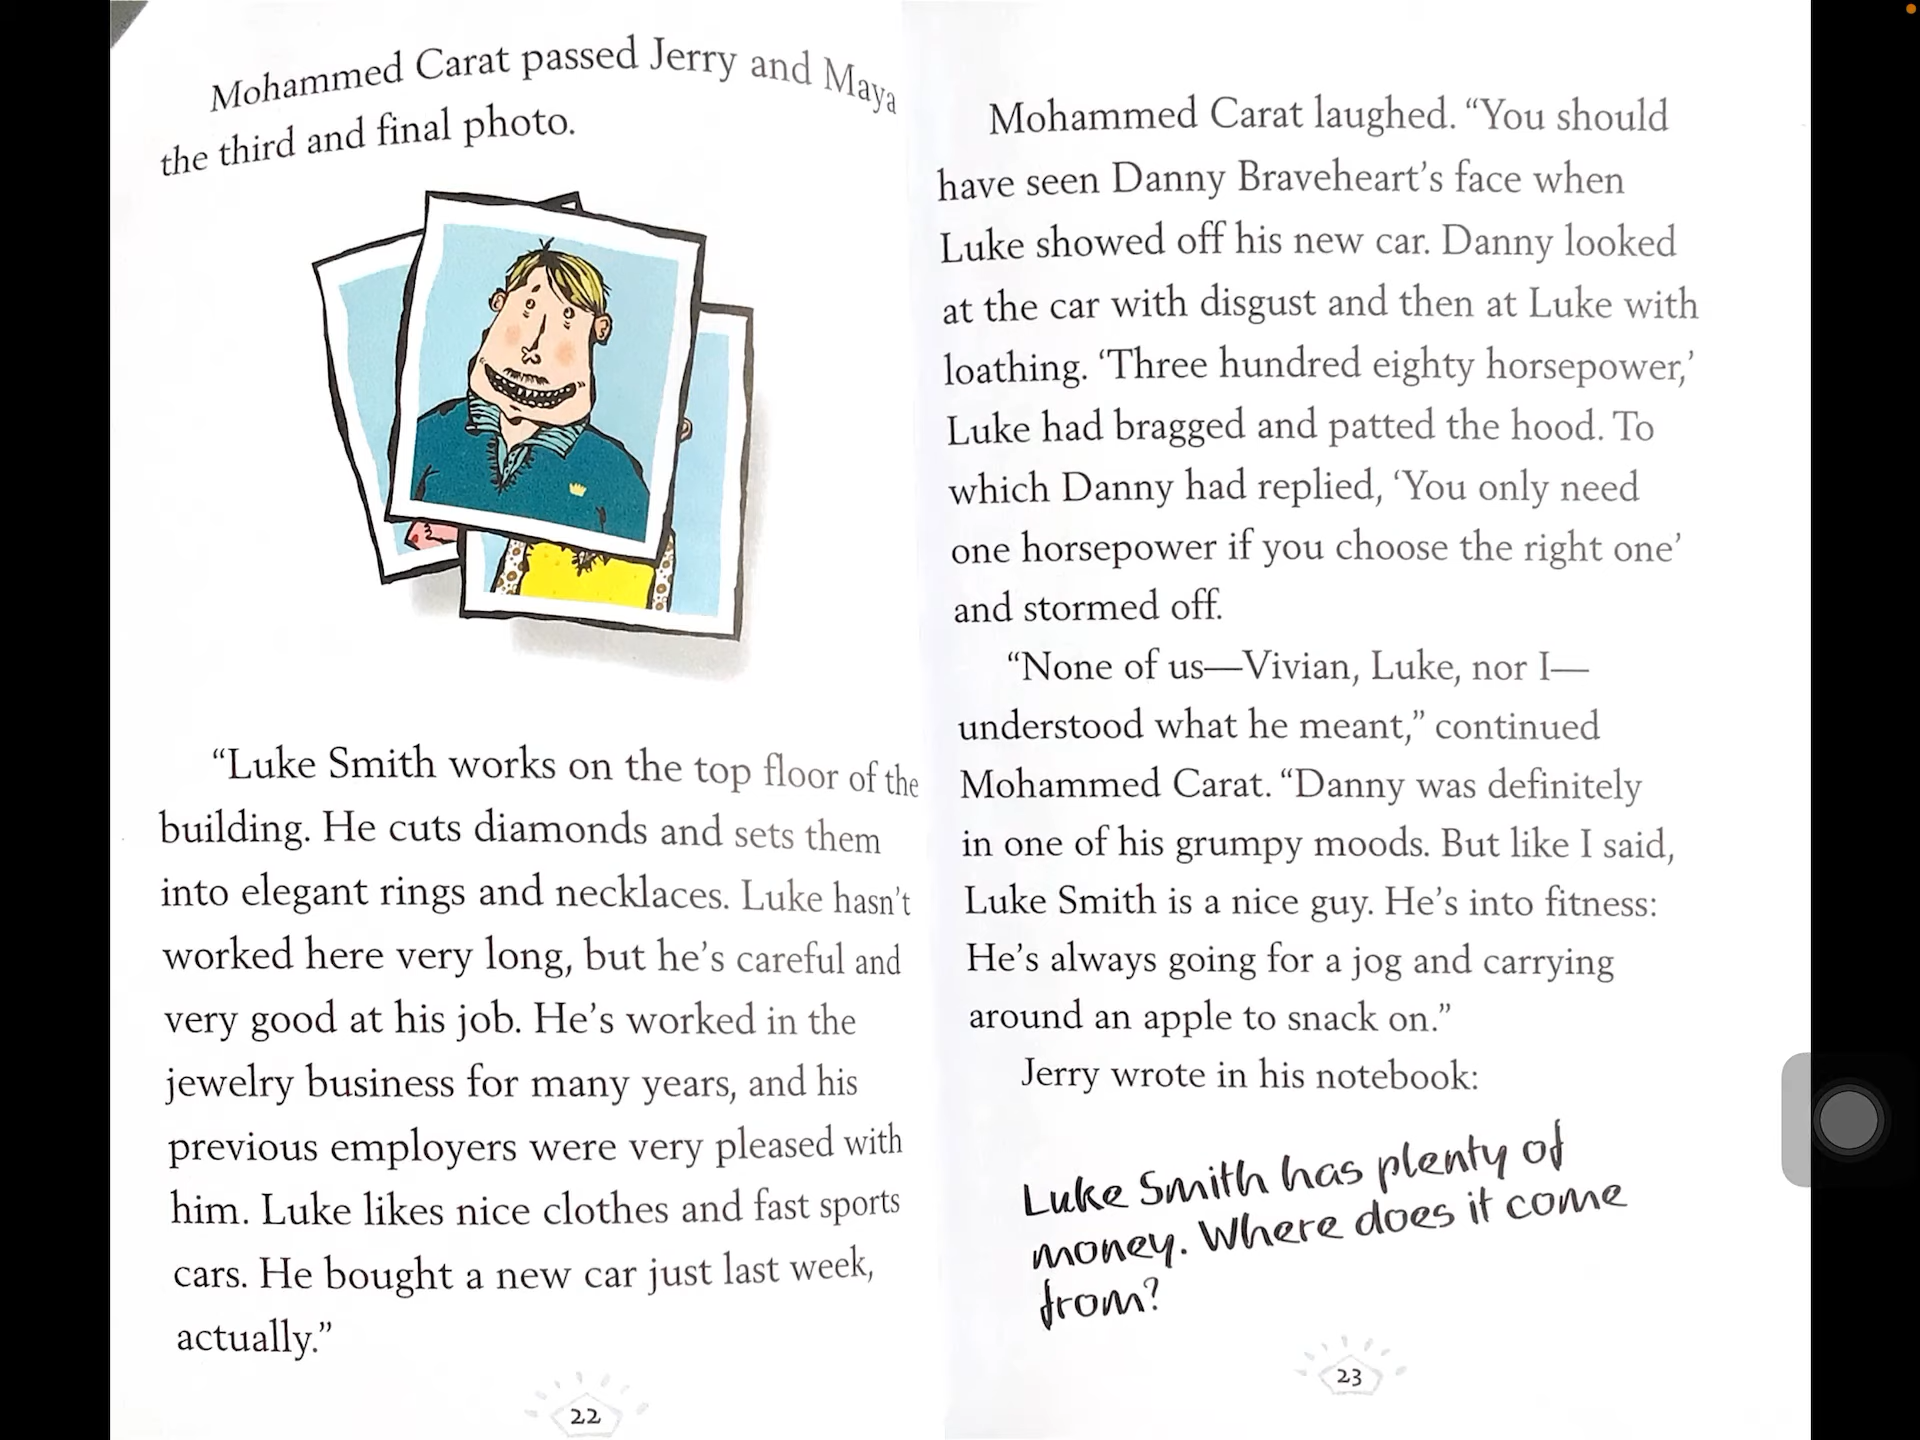 Mohammed Carat passed Jerry and Maya
the third and final photo.
“Luke Smith works on the top floor of the
building. He cuts diamonds and sets them
into elegant rings and necklaces. Luke hasn’t
worked here very long, but he’s careful and
very good at his job. He’s worked in the
jewelry business for many years, and his
previous employers were very pleased with
him. Luke likes nice clothes and fast sports
cars. He bought a new car just last week,
actually.”
22
Mohammed Carat laughed. “You should
have seen Danny Braveheart’s face when
Luke showed off his new car. Danny looked
at the car with disgust and then at Luke with
loathing. ‘Three hundred eighty horsepower,’
Luke had bragged and patted the hood. To
which Danny had replied, ‘You only need
one horsepower if you choose the right one’
and stormed off.
“None of us—Vivian, Luke, nor I—
understood what he meant,” continued
Mohammed Carat. “Danny was definitely
in one of his grumpy moods. But like I said,
Luke Smith is a nice guy. He’s into fitness:
He’s always going for a jog and carrying
around an apple to snack on.”
Jerry wrote in his notebook:
Luke Smith has plenty of
money. Where does it come
from?
23